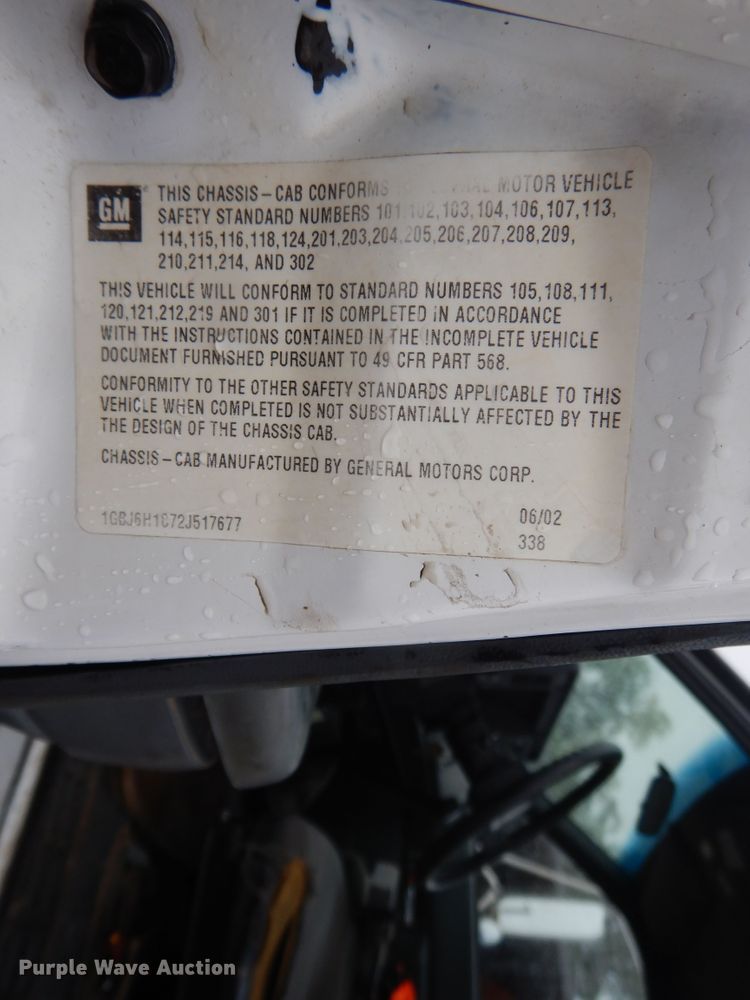 GM
THIS CHASSIS-CAB CONFORMS MOTOR VEHICLE
SAFETY STANDARD NUMBERS 101,102,103,104,106,107,113,
114,115,116,118,124,201,203,204,205,206,207,208,209,
210,211,214, AND 302
THIS VEHICLE WILL CONFORM TO STANDARD NUMBERS 105,108,111,
120,121,212,219 AND 301 IF IT IS COMPLETED IN ACCORDANCE
WITH THE INSTRUCTIONS CONTAINED IN THE INCOMPLETE VEHICLE
DOCUMENT FURNISHED PURSUANT TO 49 CFR PART 568.
CONFORMITY TO THE OTHER SAFETY STANDARDS APPLICABLE TO THIS
VEHICLE WHEN COMPLETED IS NOT SUBSTANTIALLY AFFECTED BY THE
THE DESIGN OF THE CHASSIS CAB.
CHASSIS-CAB MANUFACTURED BY GENERAL MOTORS CORP.
1GBJ6H1C72J517677
06/02
338
Purple Wave Auction